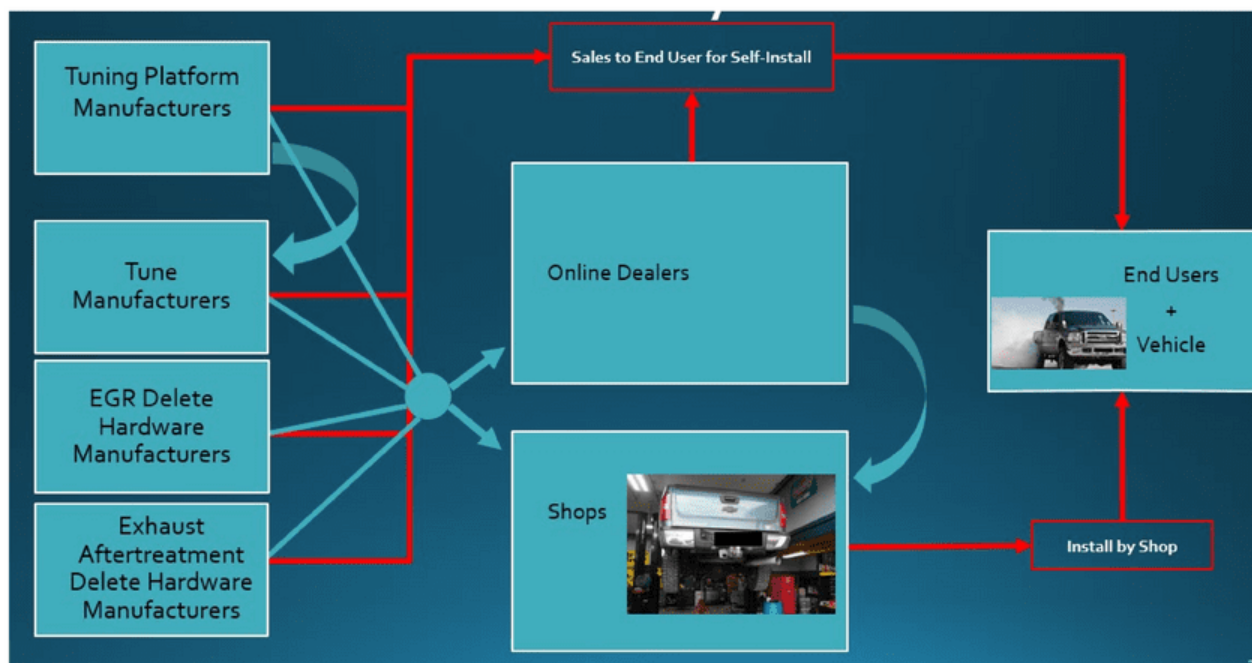 Tuning Platform
Manufacturers
Tune
Manufacturers
EGR Delete
Hardware
Manufacturers
Exhaust
Aftertreatment
Delete Hardware
Manufacturers
Sales to End User for Self-Install
Online Dealers
Shops
End Users
+
Vehicle
Install by Shop